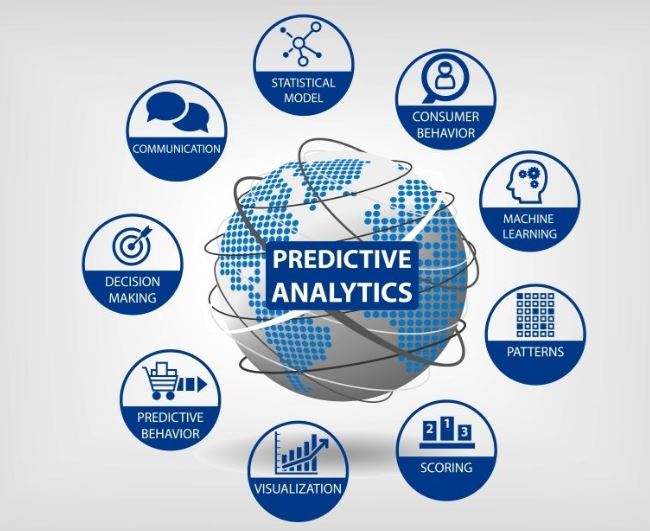 STATISTICAL
MODEL
CONSUMER
BEHAVIOR
MACHINE
LEARNING
PATTERNS
2 1 3
SCORING
VISUALIZATION
PREDICTIVE
BEHAVIOR
DECISION
MAKING
COMMUNICATION
PREDICTIVE
ANALYTICS